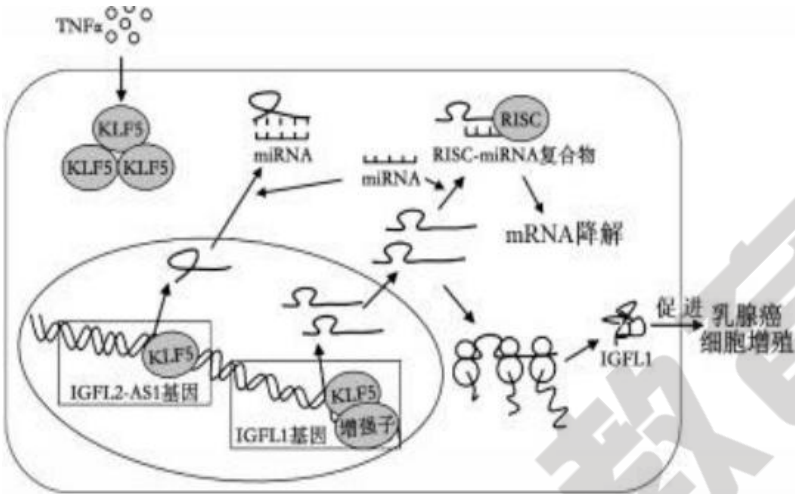 TNFα
KLF5
KLF5 KLF5
miRNA
miRNA
RISC
RISC-miRNA复合物
mRNA降解
KLF5
IGFL2-AS1基因
KLF5
增强子
IGFL1基因
IGFL1
促进
乳腺癌
细胞增殖